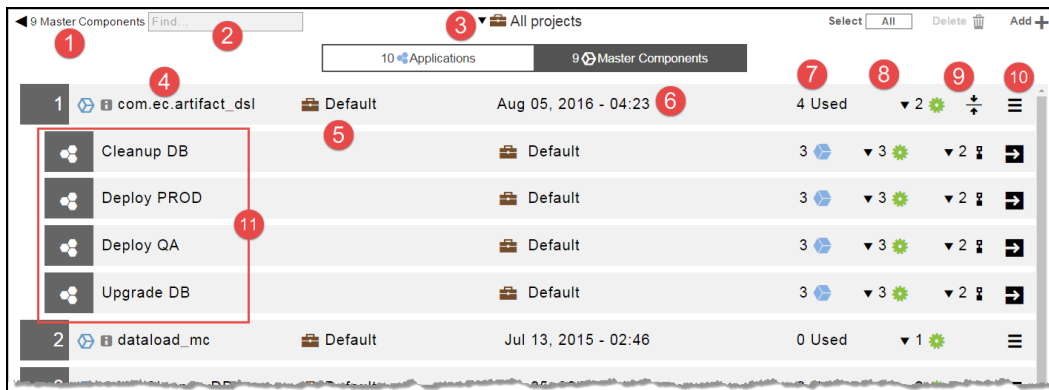 9 Master Components Find... All projects Select All Delete Add
1 2 3
10 Applications 9 Master Components
4 5 6 7 8 9 10
1 com.ec.artifact_dsl Default Aug 05, 2016 - 04:23 4 Used 2
Cleanup DB Default 3 3 2
Deploy PROD Default 3 3 2
11
Deploy QA Default 3 3 2
Upgrade DB Default 3 3 2
2 dataload_mc Default Jul 13, 2015 - 02:46 0 Used 1